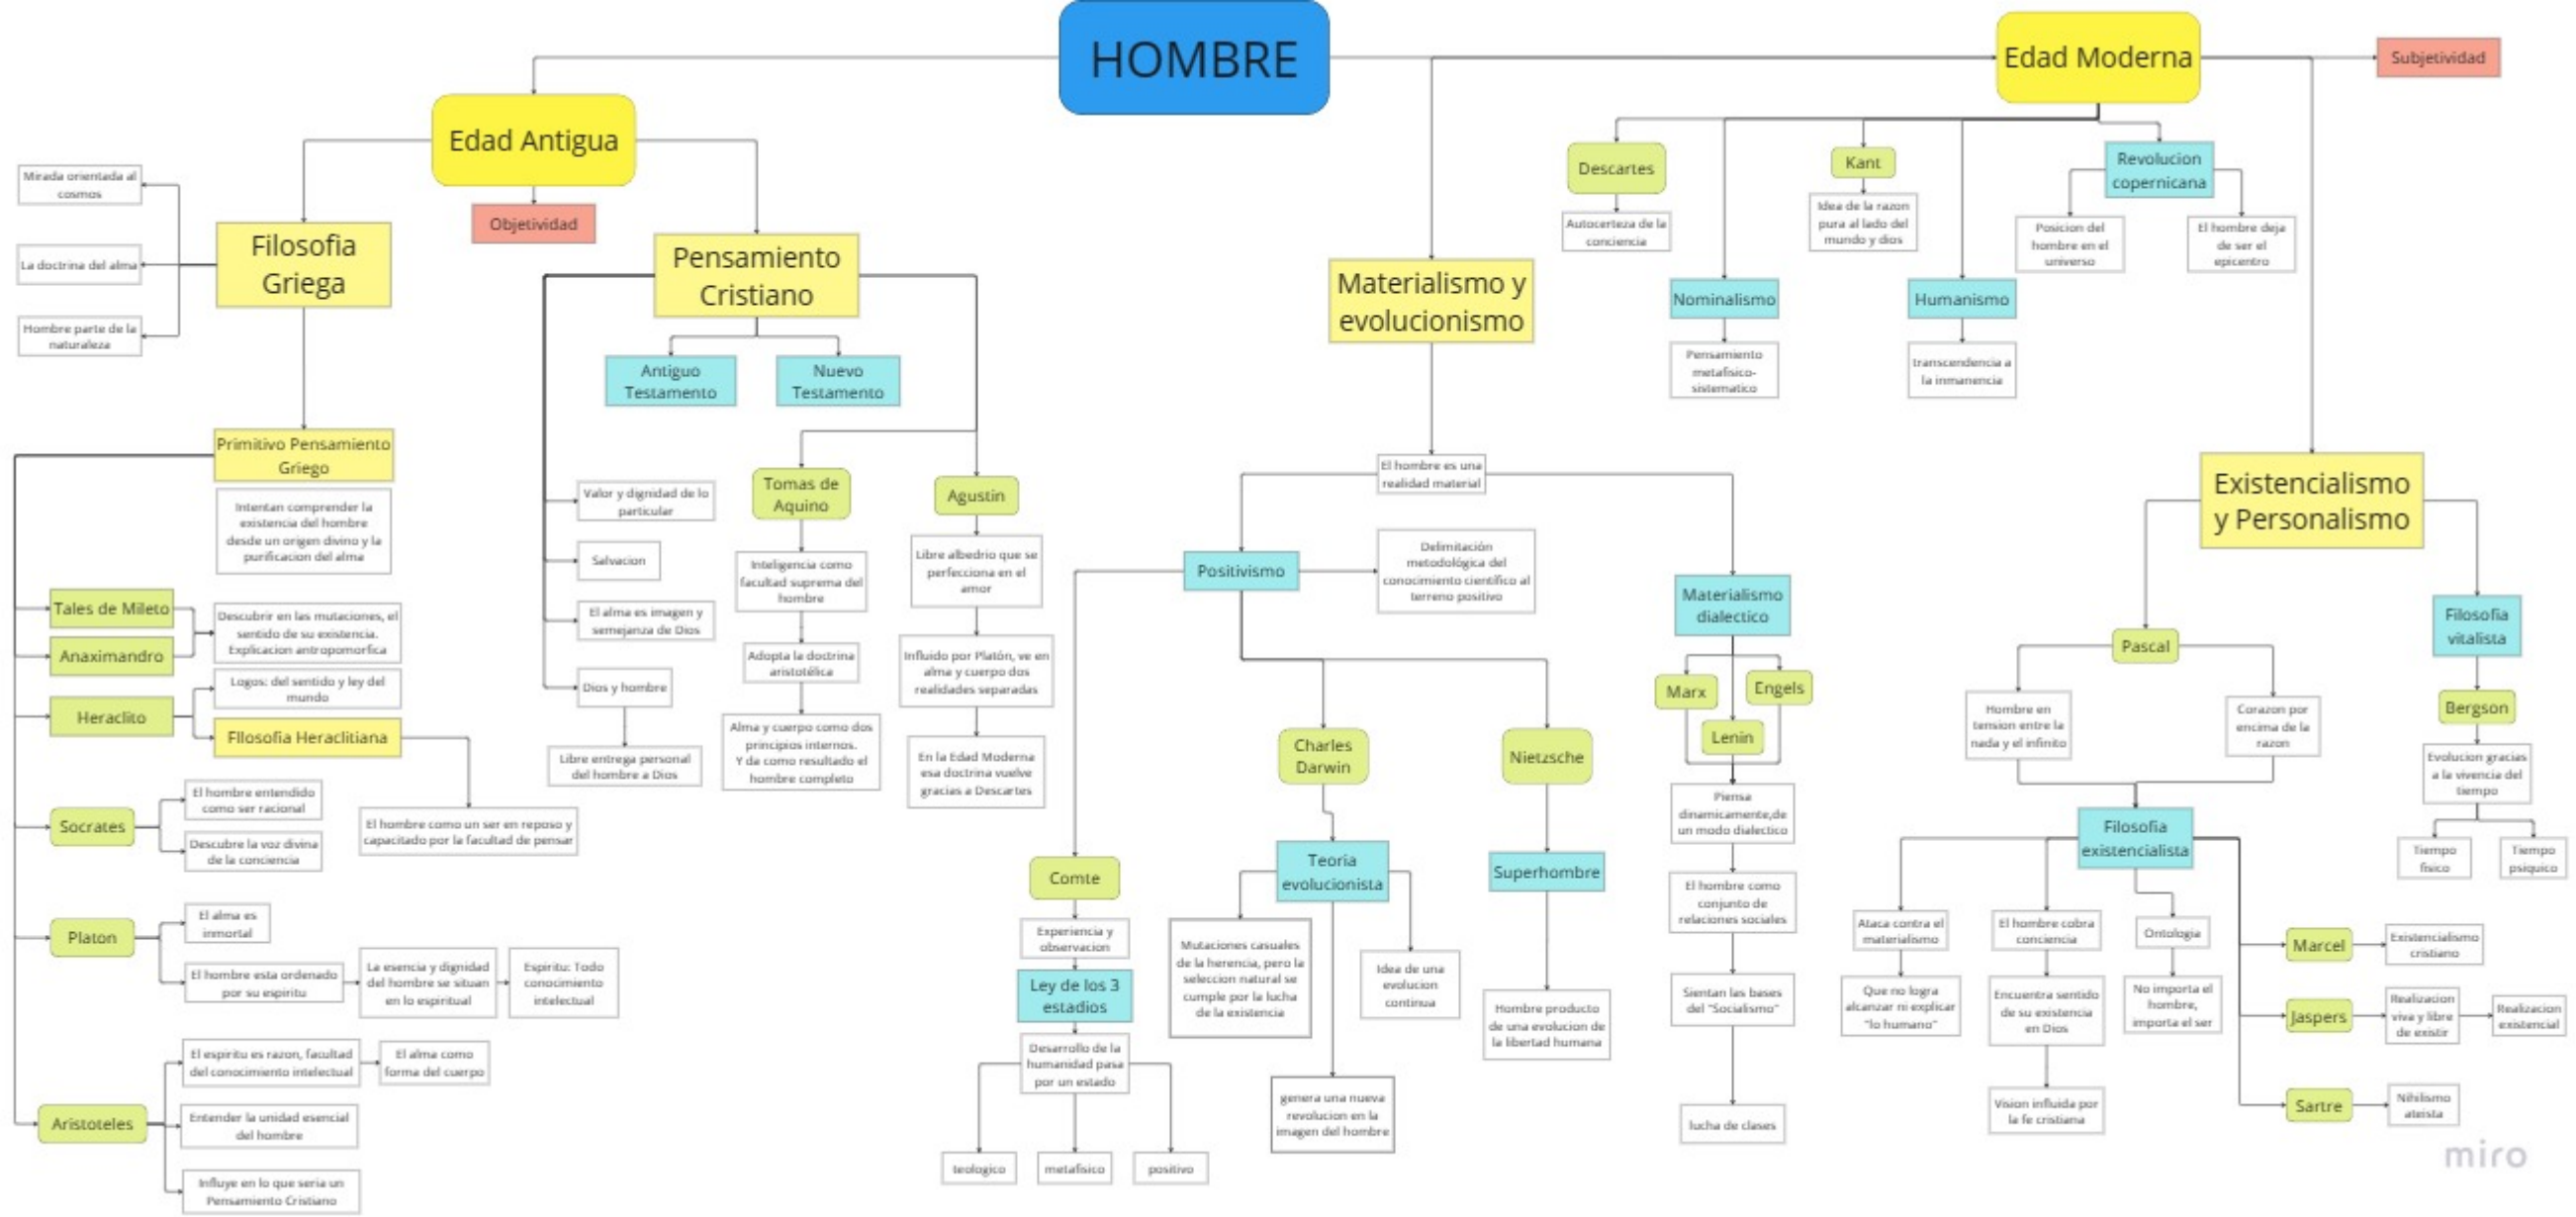 HOMBRE
Edad Moderna
Subjetividad
Edad Antigua
Objetividad
Mirada orientada al
cosmos
La doctrina del alma
Hombre parte de la
naturaleza
Filosofia
Griega
Primitivo Pensamiento
Griego
Intentan comprender la
existencia del hombre
desde un origen divino y la
purificacion del alma
Tales de Mileto
Anaximandro
Descubrir en las mutaciones, el
sentido de su existencia.
Explicacion antropomorfica
Heraclito
Logos: del sentido y ley del
mundo
FIlosofia Heraclitiana
El hombre como un ser en reposo y
capacitado por la facultad de pensar
Socrates
El hombre entendido
como ser racional
Descubre la voz divina
de la conciencia
Platon
El alma es
inmortal
El hombre esta ordenado
por su espiritu
La esencia y dignidad
del hombre se situan
en lo espiritual
Espiritu: Todo
conocimiento
intelectual
Aristoteles
El espiritu es razon, facultad
del conocimiento intelectual
El alma como
forma del cuerpo
Entender la unidad esencial
del hombre
Influye en lo que seria un
Pensamiento Cristiano
Pensamiento
Cristiano
Antiguo
Testamento
Nuevo
Testamento
Valor y dignidad de lo
particular
Salvacion
El alma es imagen y
semejanza de Dios
Dios y hombre
Libre entrega personal
del hombre a Dios
Tomas de
Aquino
Inteligencia como
facultad suprema del
hombre
Adopta la doctrina
aristotélica
Alma y cuerpo como dos
principios internos.
Y da como resultado el
hombre completo
Agustin
Libre albedrio que se
perfecciona en el
amor
Influido por Platón, ve en
alma y cuerpo dos
realidades separadas
En la Edad Moderna
esa doctrina vuelve
gracias a Descartes
Materialismo y
evolucionismo
El hombre es una
realidad material
Positivismo
Delimitación
metodológica del
conocimiento científico al
terreno positivo
Comte
Experiencia y
observacion
Ley de los 3
estadios
Desarrollo de la
humanidad pasa
por un estado
teologico
metafisico
positivo
Charles
Darwin
Teoria
evolucionista
Mutaciones casuales
de la herencia, pero la
seleccion natural se
cumple por la lucha
de la existencia
genera una nueva
revolucion en la
imagen del hombre
Idea de una
evolucion
continua
Nietzsche
Superhombre
Hombre producto
de una evolucion de
la libertad humana
Materialismo
dialectico
Marx
Engels
Lenin
Piensa
dinamicamente,de
un modo dialectico
El hombre como
conjunto de
relaciones sociales
Sientan las bases
del "Socialismo"
lucha de clases
Descartes
Autocerteza de la
conciencia
Nominalismo
Pensamiento
metafisico-
sistematico
Kant
Idea de la razon
pura al lado del
mundo y dios
Humanismo
transcendencia a
la inmanencia
Revolucion
copernicana
Posicion del
hombre en el
universo
El hombre deja
de ser el
epicentro
Existencialismo
y Personalismo
Pascal
Hombre en
tension entre la
nada y el infinito
Corazon por
encima de la
razon
Filosofia
existencialista
Ataca contra el
materialismo
Que no logra
alcanzar ni explicar
"lo humano"
El hombre cobra
conciencia
Encuentra sentido
de su existencia
en Dios
Vision influida por
la fe cristiana
Ontologia
No importa el
hombre,
importa el ser
Marcel
Existencialismo
cristiano
Jaspers
Realizacion
viva y libre
de existir
Realizacion
existencial
Sartre
Nihilismo
ateista
Filosofia
vitalista
Bergson
Evolucion gracias
a la vivencia del
tiempo
Tiempo
fisico
Tiempo
psiquico
miro